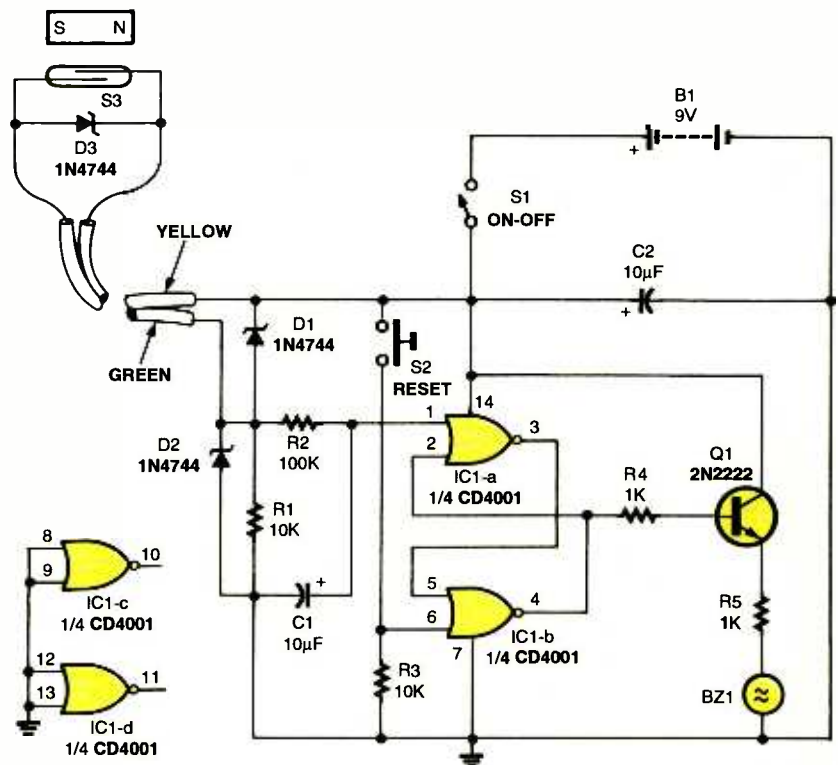 S N
S3
D3
1N4744
YELLOW
GREEN
B1
9V
+
S1
ON-OFF
C2
10µF
+
D1
1N4744
S2
RESET
D2
1N4744
R2
100K
R1
10K
C1
10µF
+
1
2
14
3
IC1-a
1/4 CD4001
R4
1K
Q1
2N2222
5
6
7
4
IC1-b
1/4 CD4001
R3
10K
R5
1K
BZ1
8
9
10
IC1-c
1/4 CD4001
12
13
11
IC1-d
1/4 CD4001